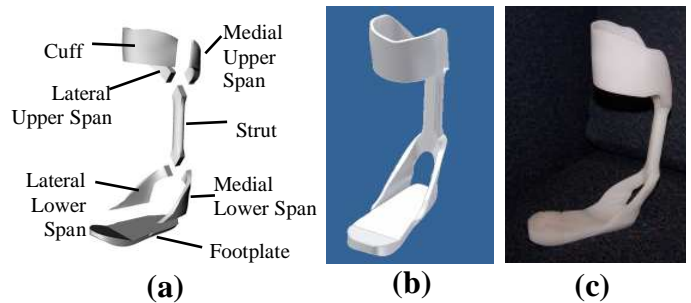 Cuff
Medial
Upper
Span
Lateral
Upper Span
Strut
Lateral
Lower
Span
Medial
Lower Span
Footplate
(a)
(b)
(c)